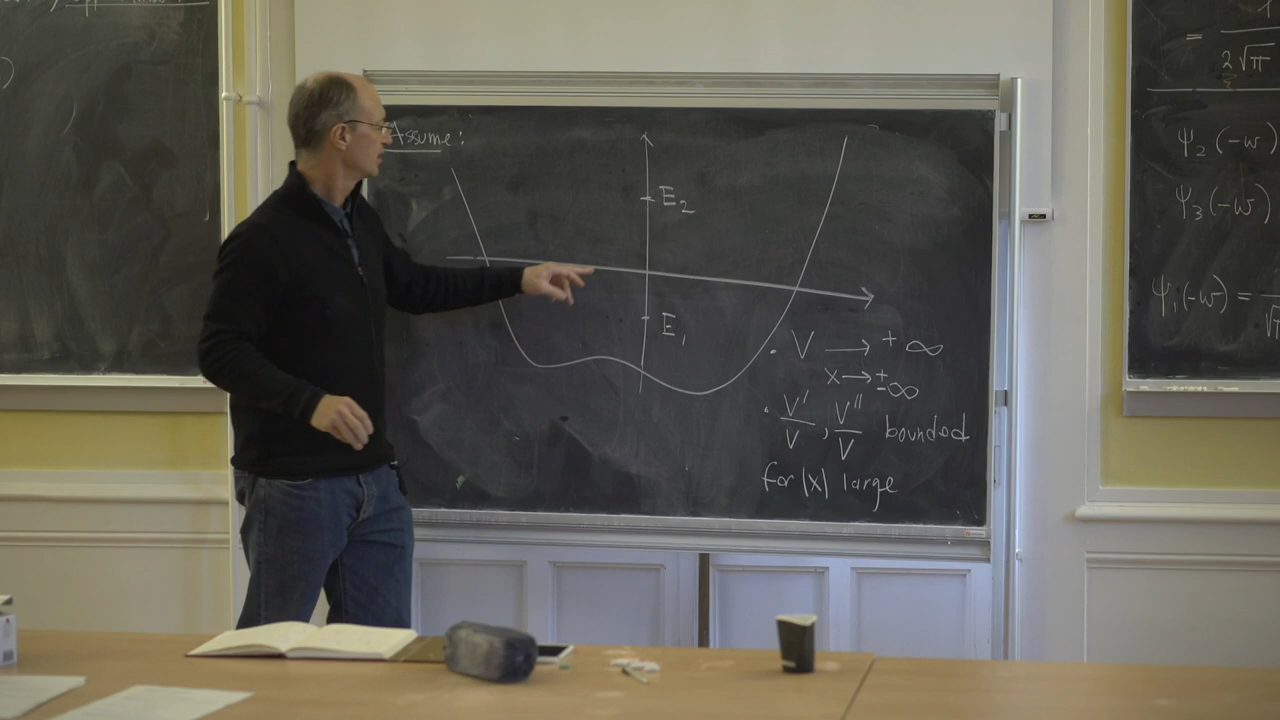 Assume:
E₂
E₁
· V → + ∞
x → ± ∞
· V'/V , V''/V bounded
for |x| large
= 
2√π
ψ₂(-w)
ψ₃(-w)
ψ₁(-w) =